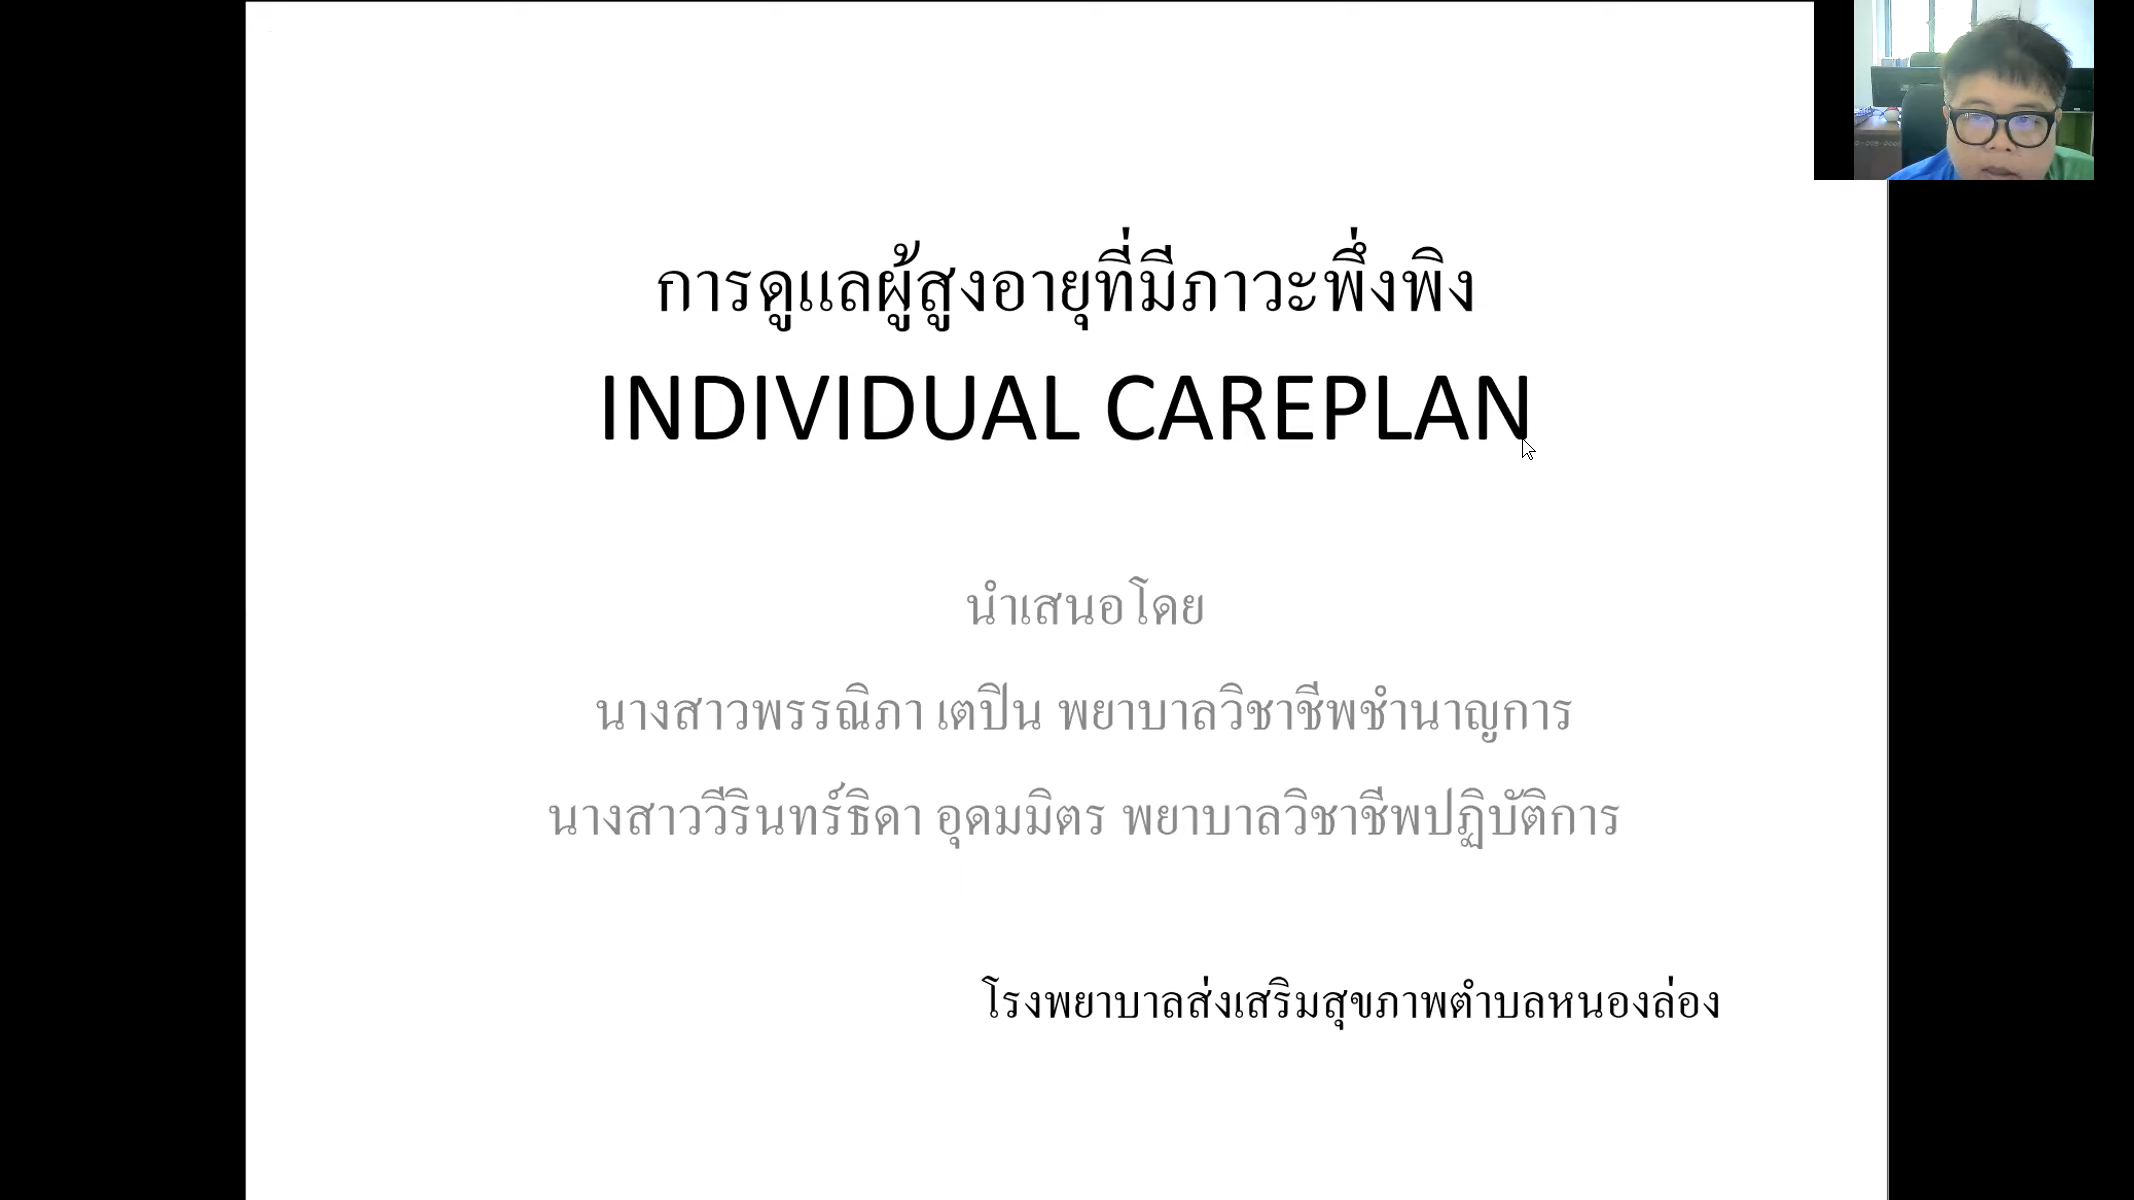 การดูแลผู้สูงอายุที่มีภาวะพึ่งพิง
INDIVIDUAL CAREPLAN
นำเสนอโดย
นางสาวพรรณิภา เตปิน พยาบาลวิชาชีพชำนาญการ
นางสาววีรินทร์ธิดา อุดมมิตร พยาบาลวิชาชีพปฏิบัติการ
โรงพยาบาลส่งเสริมสุขภาพตำบลหนองล่อง